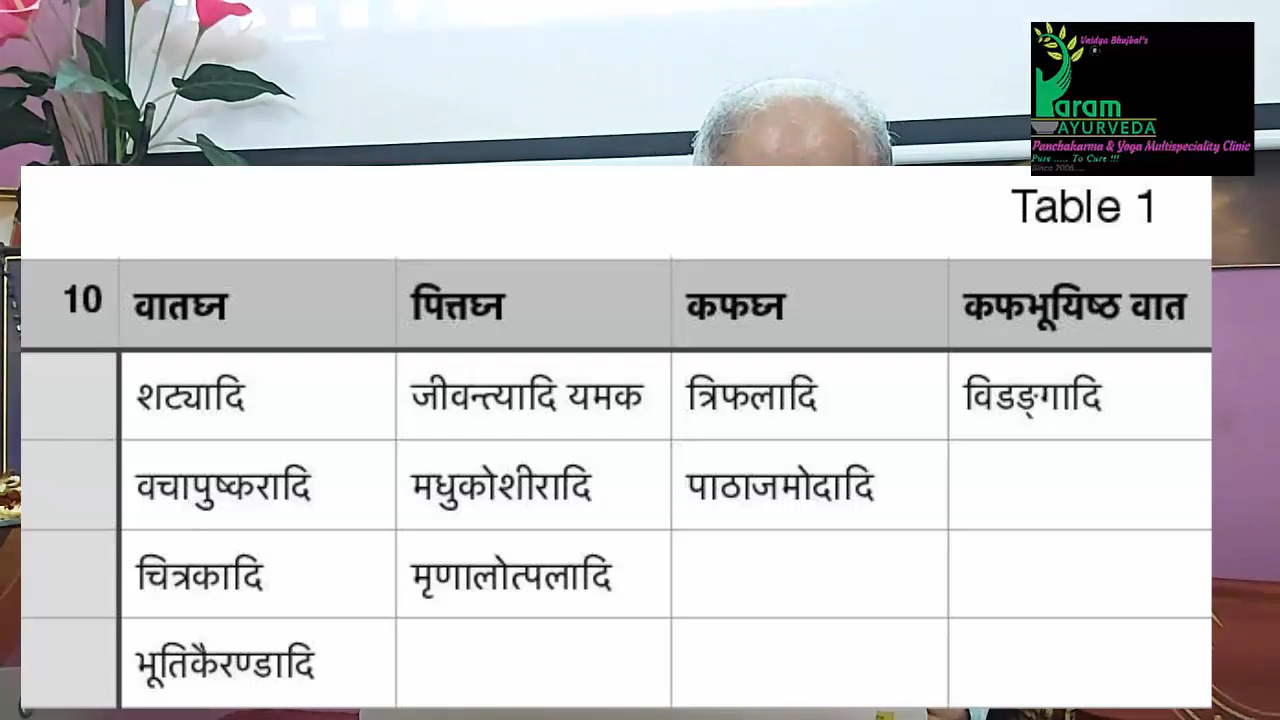 Vaidya Bhujbal's
Param
AYURVEDA
Panchakarma & Yoga Multispeciality Clinic
Pure ..... To Cure !!!
Since 2006.....
Table 1
10 वातघ्न पित्तघ्न कफघ्न कफभूयिष्ठ वात
शट्यादि जीवन्त्यादि यमक त्रिफलादि विडङ्गादि
वचापुष्करादि मधुकोशीरादि पाठाजमोदादि
चित्रकादि मृणालोत्पलादि
भूतिकैरण्डादि